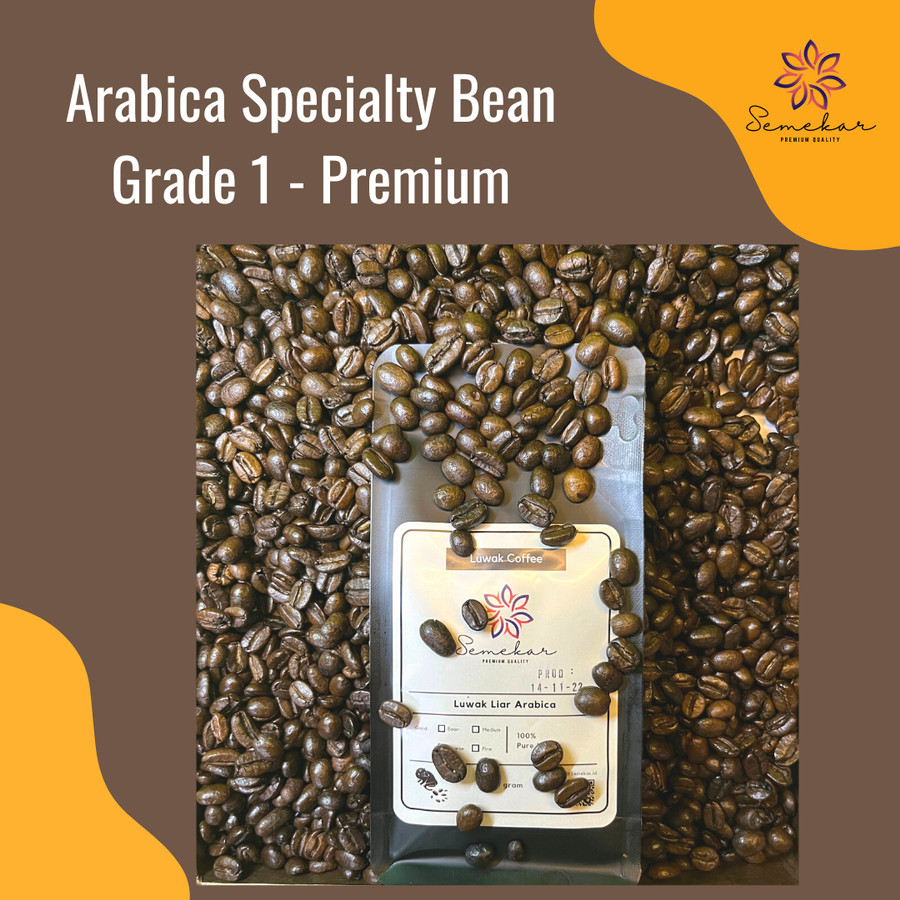 Arabica Specialty Bean
Grade 1 - Premium
Semekar
PREMIUM QUALITY
Luwak Coffee
Semekar
PREMIUM QUALITY
PROD :
14-11-22
Luwak Liar Arabica
Bean Medium
Fine
100%
Pure
gram